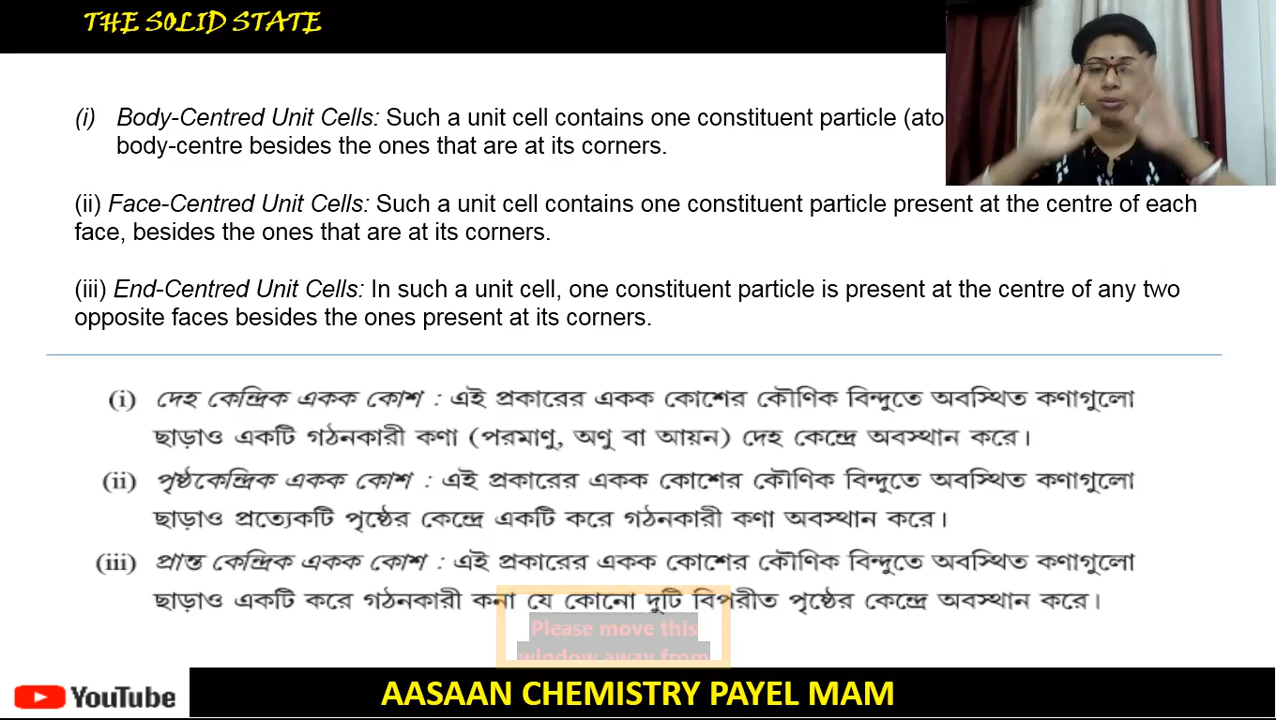 THE SOLID STATE
(i) Body-Centred Unit Cells: Such a unit cell contains one constituent particle (ato
body-centre besides the ones that are at its corners.
(ii) Face-Centred Unit Cells: Such a unit cell contains one constituent particle present at the centre of each
face, besides the ones that are at its corners.
(iii) End-Centred Unit Cells: In such a unit cell, one constituent particle is present at the centre of any two
opposite faces besides the ones present at its corners.
(i) দেহ কেন্দ্রিক একক কোশ : এই প্রকারের একক কোশের কৌণিক বিন্দুতে অবস্থিত কণাগুলো
ছাড়াও একটি গঠনকারী কণা (পরমাণু, অণু বা আয়ন) দেহ কেন্দ্রে অবস্থান করে।
(ii) পৃষ্ঠকেন্দ্রিক একক কোশ : এই প্রকারের একক কোশের কৌণিক বিন্দুতে অবস্থিত কণাগুলো
ছাড়াও প্রত্যেকটি পৃষ্ঠের কেন্দ্রে একটি করে গঠনকারী কণা অবস্থান করে।
(iii) প্রান্ত কেন্দ্রিক একক কোশ : এই প্রকারের একক কোশের কৌণিক বিন্দুতে অবস্থিত কণাগুলো
ছাড়াও একটি করে গঠনকারী কনা যে কোনো দুটি বিপরীত পৃষ্ঠের কেন্দ্রে অবস্থান করে।
Please move this
window away from
YouTube
AASAAN CHEMISTRY PAYEL MAM